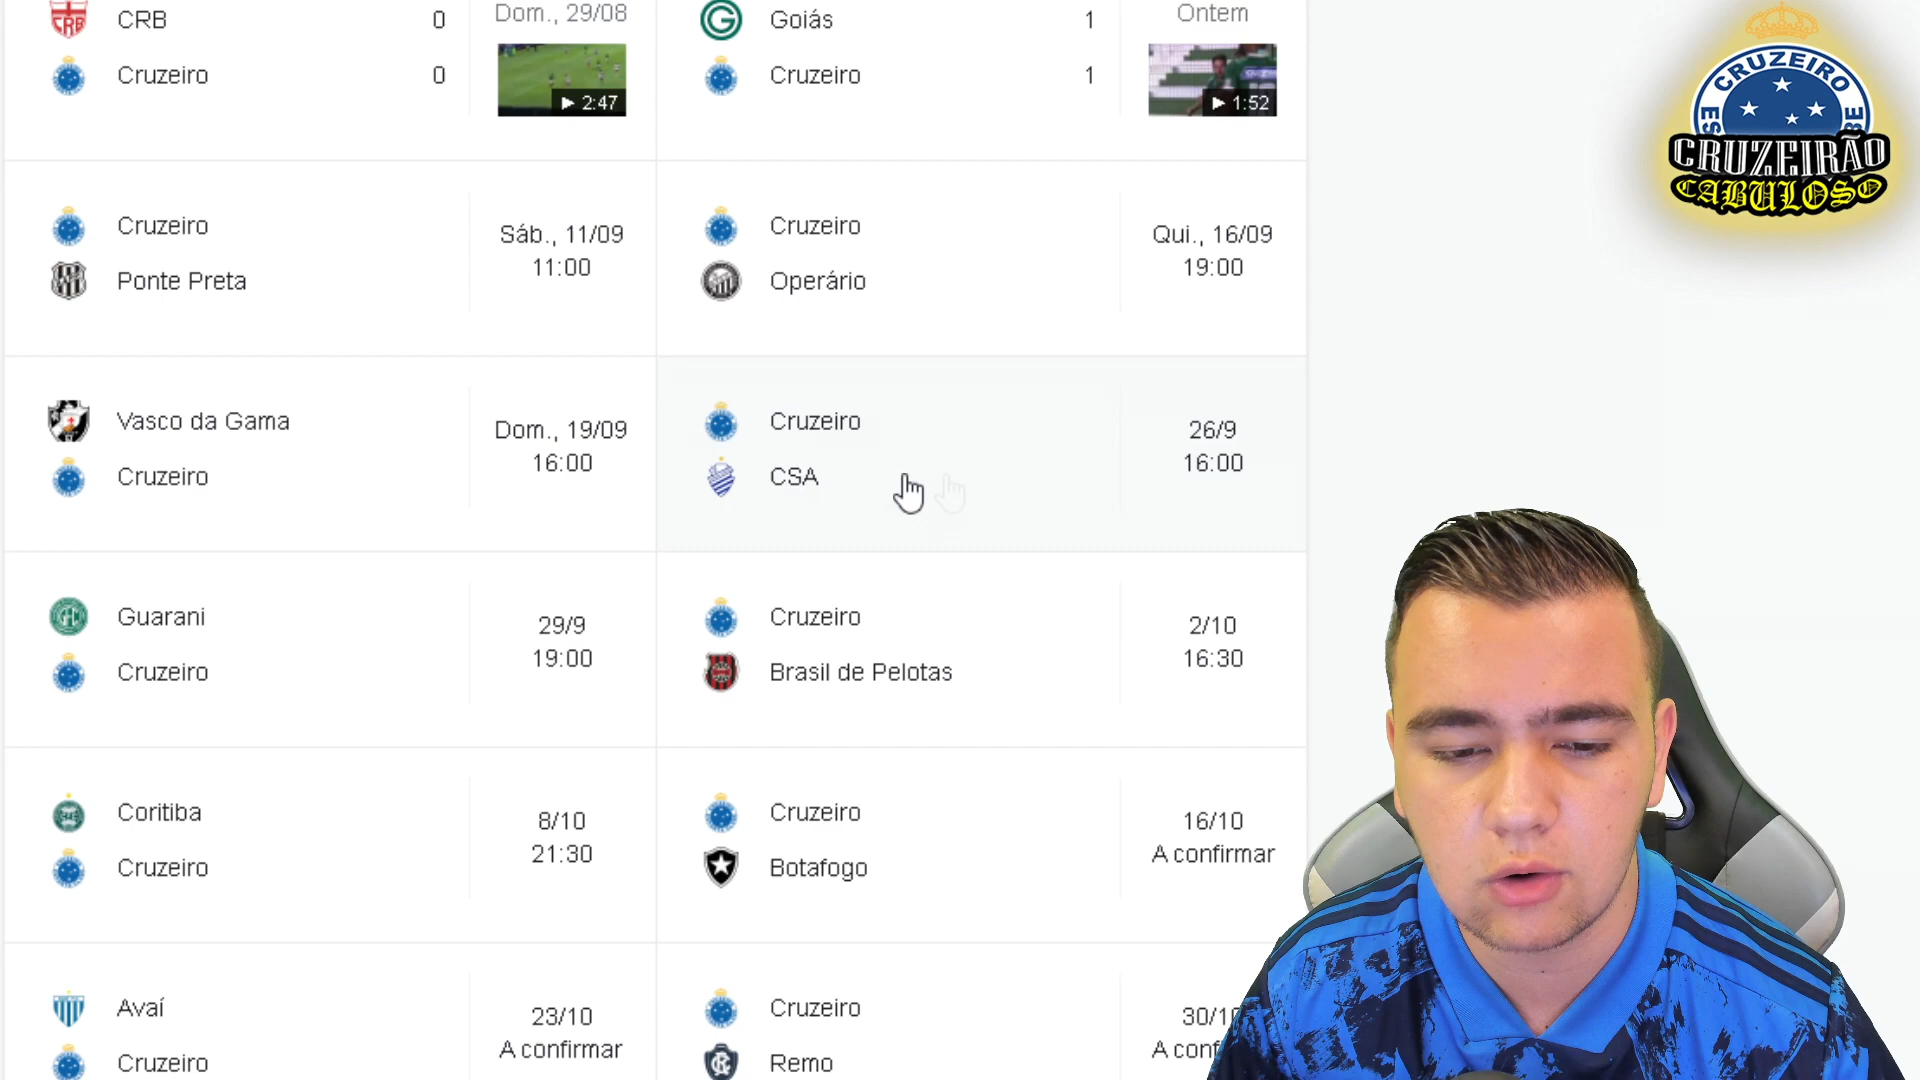 CRB 0
Cruzeiro 0
Dom., 29/08
2:47
Goiás 1
Cruzeiro 1
Ontem
1:52
Cruzeiro
Ponte Preta
Sáb., 11/09
11:00
Cruzeiro
Operário
Qui., 16/09
19:00
Vasco da Gama
Cruzeiro
Dom., 19/09
16:00
Cruzeiro
CSA
26/9
16:00
Guarani
Cruzeiro
29/9
19:00
Cruzeiro
Brasil de Pelotas
2/10
16:30
Coritiba
Cruzeiro
8/10
21:30
Cruzeiro
Botafogo
16/10
A confirmar
Avaí
Cruzeiro
23/10
A confirmar
Cruzeiro
Remo
30/10
A conf
CRUZEIRO
CRUZEIRÃO
CABULOSO